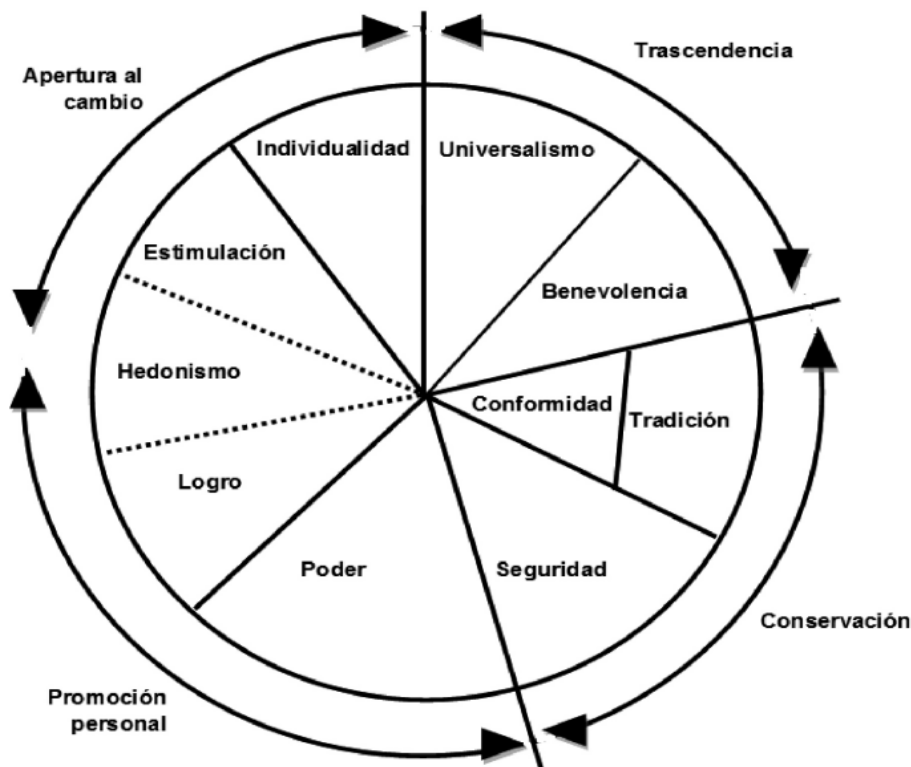 Trascendencia
Apertura al
cambio
Individualidad
Universalismo
Estimulación
Benevolencia
Hedonismo
Conformidad
Tradición
Logro
Poder
Seguridad
Conservación
Promoción
personal